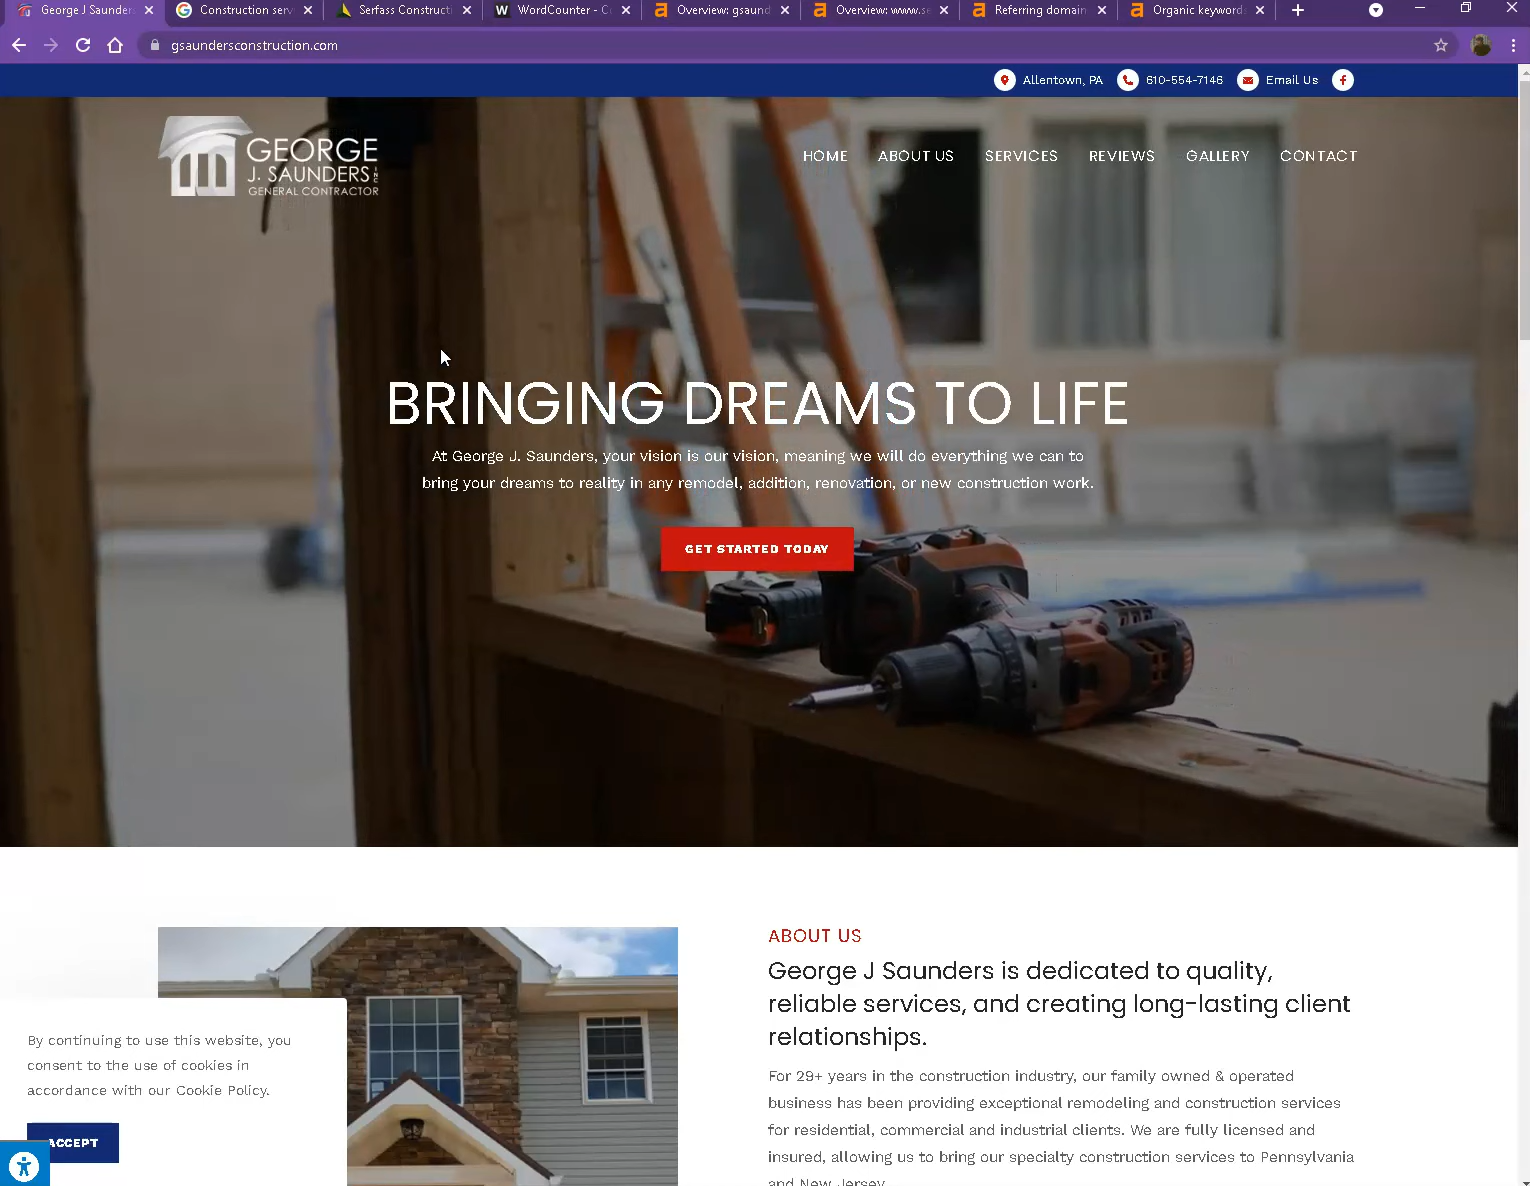 George J Saunder
Construction serv
Serfass Constructi
WordCounter - C
Overview: gsaund
Overview: www.se
Referring domain
Organic keyword
gsaundersconstruction.com
Allentown, PA
610-554-7146
Email Us
GEORGE
J. SAUNDERS INC
GENERAL CONTRACTOR
HOME
ABOUT US
SERVICES
REVIEWS
GALLERY
CONTACT
BRINGING DREAMS TO LIFE
At George J. Saunders, your vision is our vision, meaning we will do everything we can to
bring your dreams to reality in any remodel, addition, renovation, or new construction work.
GET STARTED TODAY
ABOUT US
George J Saunders is dedicated to quality,
reliable services, and creating long-lasting client
relationships.
For 29+ years in the construction industry, our family owned & operated
business has been providing exceptional remodeling and construction services
for residential, commercial and industrial clients. We are fully licensed and
insured, allowing us to bring our specialty construction services to Pennsylvania
and New Jersey.
By continuing to use this website, you
consent to the use of cookies in
accordance with our Cookie Policy.
ACCEPT